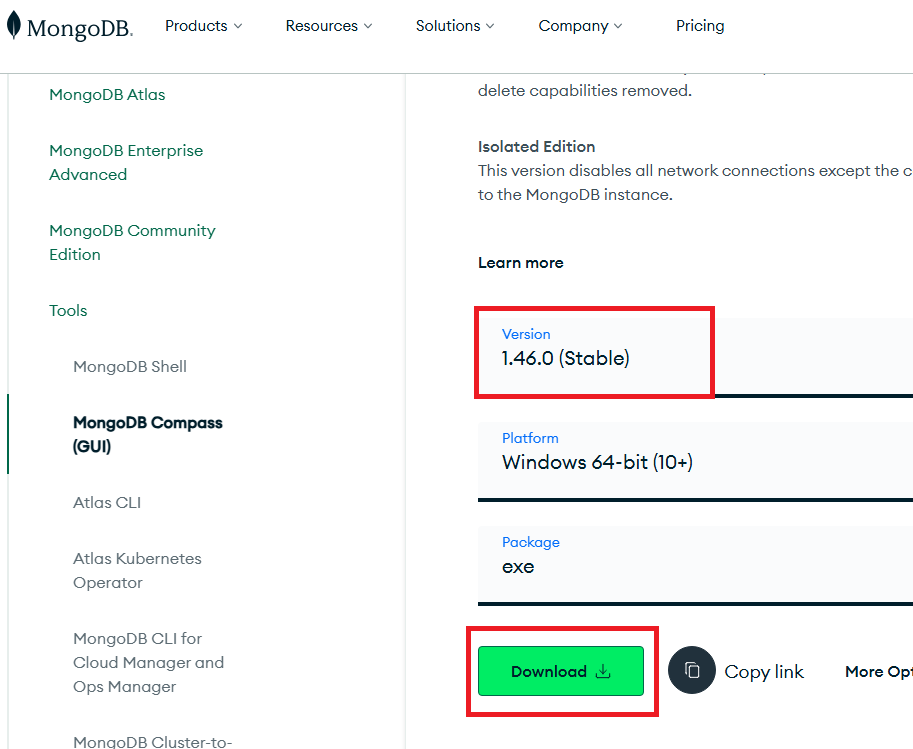 MongoDB.
Products
Resources
Solutions
Company
Pricing
MongoDB Atlas
MongoDB Enterprise
Advanced
MongoDB Community
Edition
Tools
MongoDB Shell
MongoDB Compass
(GUI)
Atlas CLI
Atlas Kubernetes
Operator
MongoDB CLI for
Cloud Manager and
Ops Manager
MongoDB Cluster-to-
delete capabilities removed.
Isolated Edition
This version disables all network connections except the c
to the MongoDB instance.
Learn more
Version
1.46.0 (Stable)
Platform
Windows 64-bit (10+)
Package
exe
Download
Copy link
More Opt